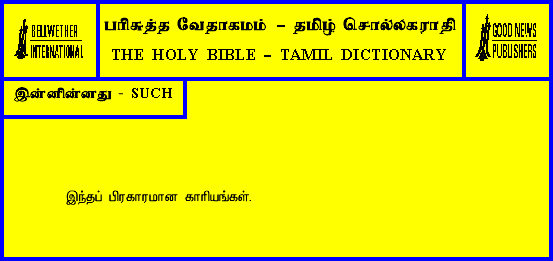 BELLWETHER
INTERNATIONAL
பரிசுத்த வேதாகமம் – தமிழ் சொல்லகராதி
THE HOLY BIBLE – TAMIL DICTIONARY
GOOD NEWS
PUBLISHERS
இன்னின்னது - SUCH
இந்தப் பிரகாரமான காரியங்கள்.